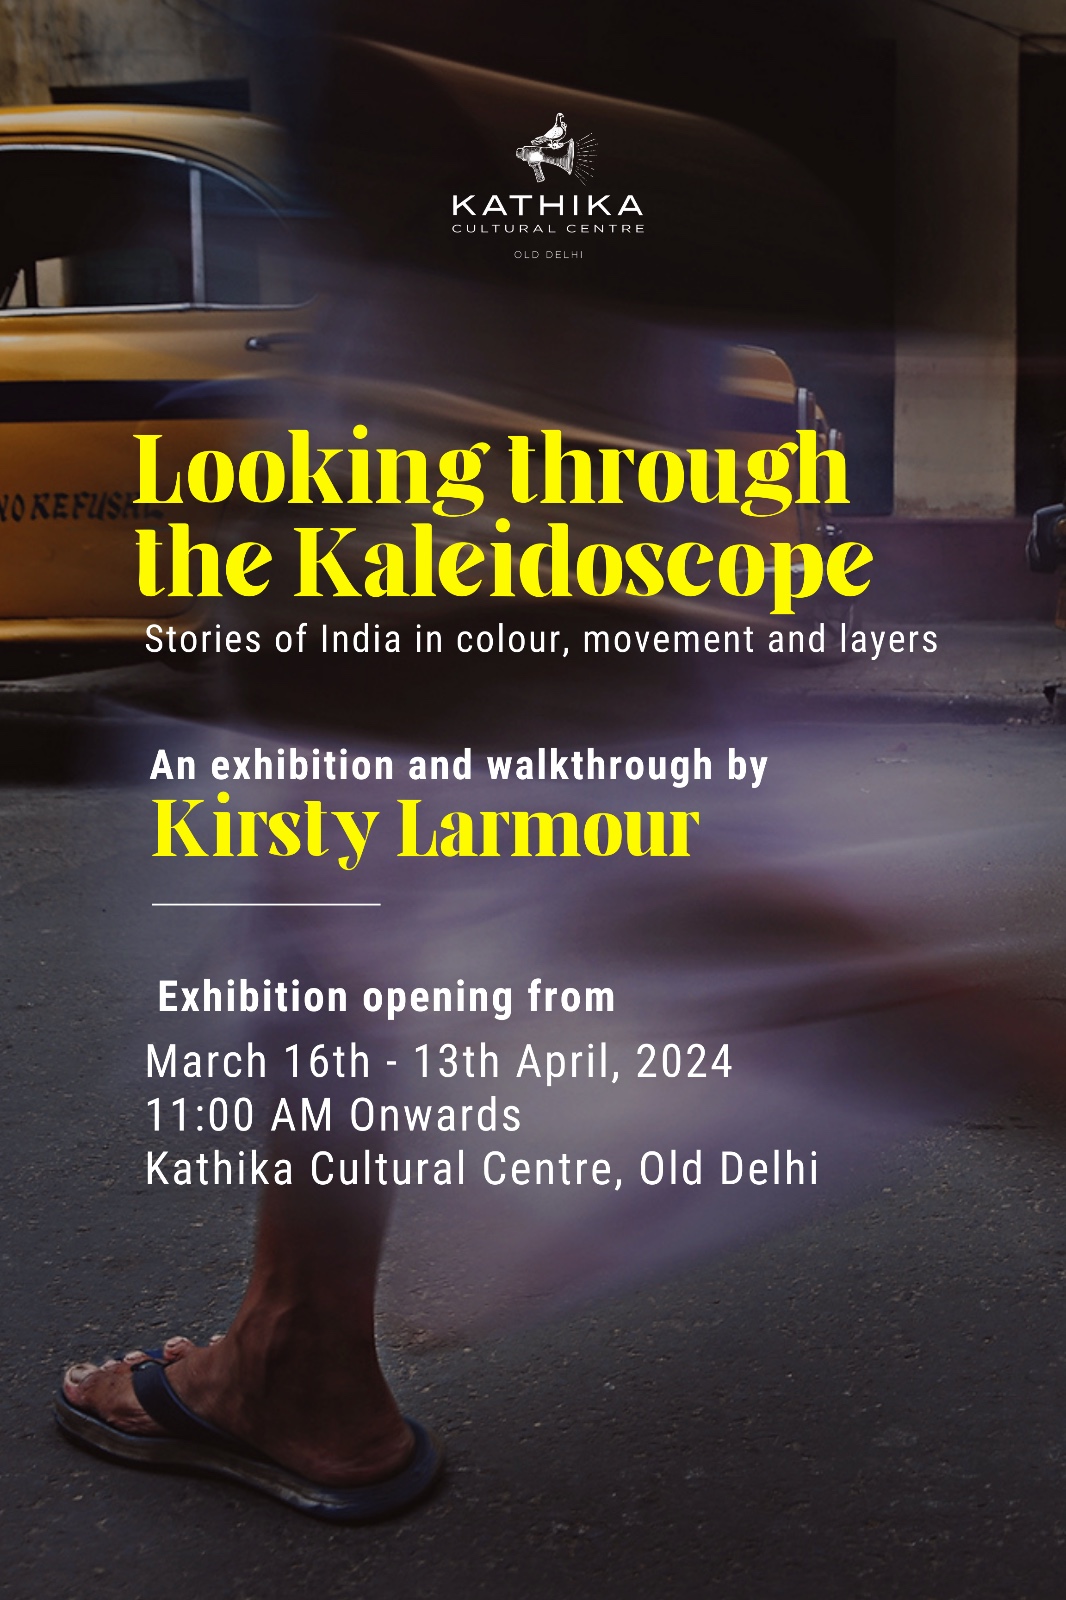 KATHIKA
CULTURAL CENTRE
OLD DELHI
Looking through
the Kaleidoscope
NO REFUSAL
Stories of India in colour, movement and layers
An exhibition and walkthrough by
Kirsty Larmour
Exhibition opening from
March 16th - 13th April, 2024
11:00 AM Onwards
Kathika Cultural Centre, Old Delhi